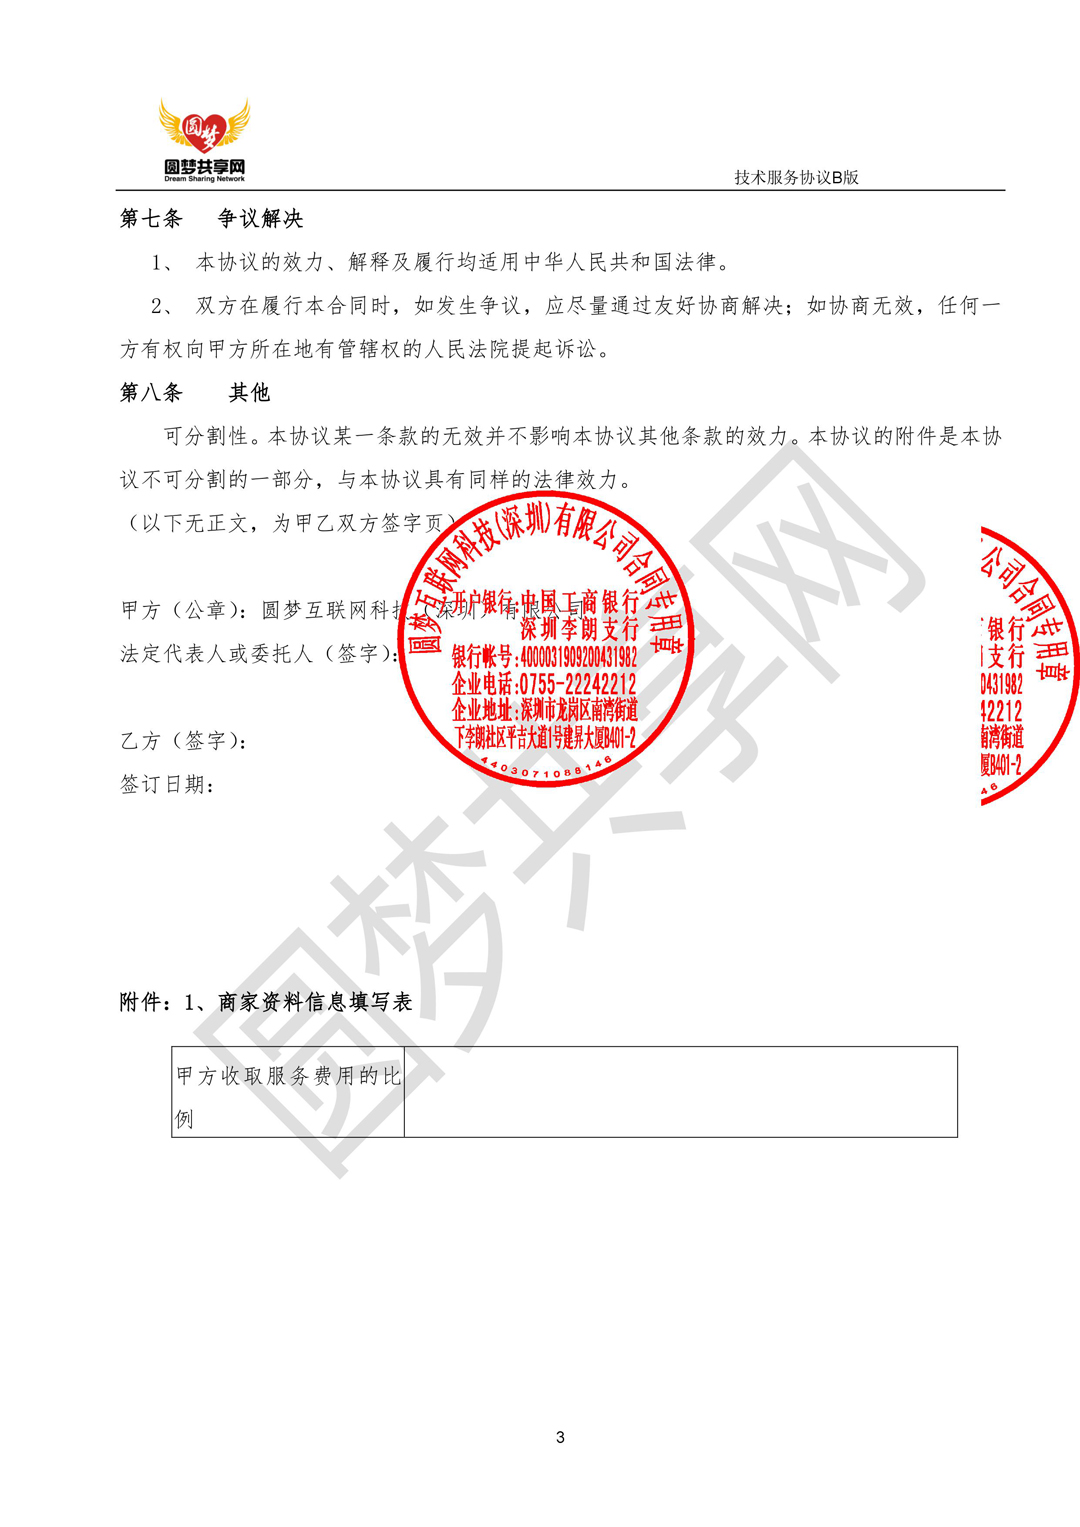 圆梦
圆梦共享网
Dream Sharing Network
技术服务协议B版
第七条 争议解决
1、 本协议的效力、解释及履行均适用中华人民共和国法律。
2、 双方在履行本合同时，如发生争议，应尽量通过友好协商解决；如协商无效，任何一
方有权向甲方所在地有管辖权的人民法院提起诉讼。
第八条 其他
可分割性。本协议某一条款的无效并不影响本协议其他条款的效力。本协议的附件是本协
议不可分割的一部分，与本协议具有同样的法律效力。
（以下无正文，为甲乙双方签字页）
甲方（公章）：圆梦互联网科技（深圳）有限公司
法定代表人或委托人（签字）：
乙方（签字）：
签订日期：
圆梦互联网科技(深圳)有限公司合同专用章
开户银行:中国工商银行
深圳李朗支行
银行帐号:4000031909200431982
企业电话:0755-22242212
企业地址:深圳市龙岗区南湾街道
下李朗社区平吉大道1号建昇大厦B401-2
4403071088146
公司合同专用章
银行
支行
0431982
42212
南湾街道
厦B401-2
46
圆梦共享网
附件：1、商家资料信息填写表
甲方收取服务费用的比
例
3